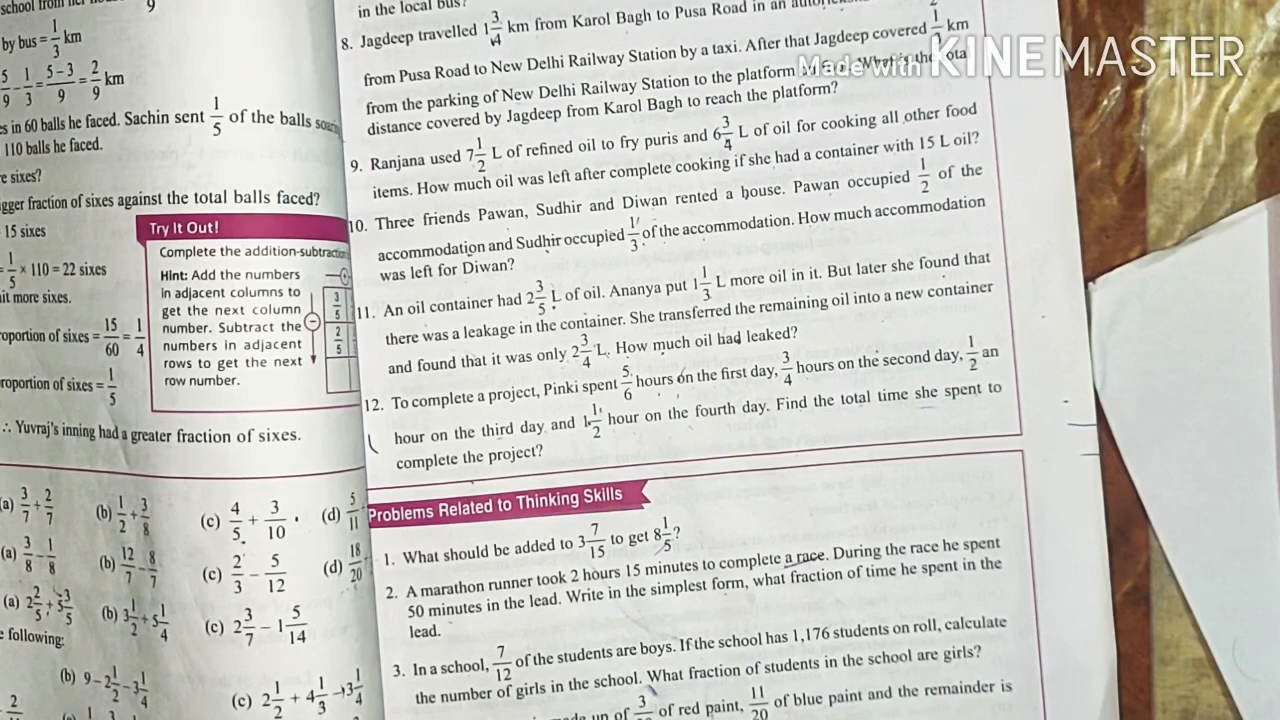 school from
by bus = 1/3 km
5/9 - 1/3 = (5-3)/9 = 2/9 km
in 60 balls he faced. Sachin sent 1/5 of the balls
110 balls he faced.
sixes?
fraction of sixes against the total balls faced?
15 sixes
1/5 × 110 = 22 sixes
more sixes.
of sixes = 15/60 = 1/4
of sixes = 1/5
∴ Yuvraj's inning had a greater fraction of sixes.
Try It Out!
Complete the addition-subtraction
Hint: Add the numbers
in adjacent columns to
get the next column
number. Subtract the
numbers in adjacent
rows to get the next
row number.
3/5
2/5
(a) 3/7 + 2/7 (b) 1/2 + 3/8 (c) 4/5 + 3/10 (d) 5/11
(a) 3/8 - 1/8 (b) 12/7 - 8/7 (c) 2/3 - 5/12 (d) 18/20
(a) 2 2/5 + 5 3/5 (b) 3 1/2 + 5 1/4 (c) 2 3/7 - 1 5/14
following:
(b) 9 - 2 1/2 - 3 1/4 (c) 2 1/2 + 4 1/3 - 3 1/4
in the local bus?
8. Jagdeep travelled 1 3/4 km from Karol Bagh to Pusa Road in an
from Pusa Road to New Delhi Railway Station by a taxi. After that Jagdeep covered km
from the parking of New Delhi Railway Station to the platform the
distance covered by Jagdeep from Karol Bagh to reach the platform?
9. Ranjana used 7 1/2 L of refined oil to fry puris and 6 3/4 L of oil for cooking all other food
items. How much oil was left after complete cooking if she had a container with 15 L oil?
10. Three friends Pawan, Sudhir and Diwan rented a house. Pawan occupied 1/2 of the
accommodation and Sudhir occupied 1/3 of the accommodation. How much accommodation
was left for Diwan?
11. An oil container had 2 3/5 L of oil. Ananya put 1 1/3 L more oil in it. But later she found that
there was a leakage in the container. She transferred the remaining oil into a new container
and found that it was only 2 3/4 L. How much oil had leaked?
12. To complete a project, Pinki spent 5/6 hours on the first day, 3/4 hours on the second day, 1/2 an
hour on the third day and 1 1/2 hour on the fourth day. Find the total time she spent to
complete the project?
Problems Related to Thinking Skills
1. What should be added to 3 7/15 to get 8 1/5?
2. A marathon runner took 2 hours 15 minutes to complete a race. During the race he spent
50 minutes in the lead. Write in the simplest form, what fraction of time he spent in the
lead.
3. In a school, 7/12 of the students are boys. If the school has 1,176 students on roll, calculate
the number of girls in the school. What fraction of students in the school are girls?
up of of red paint, 11/20 of blue paint and the remainder is
Made with KINEMASTER